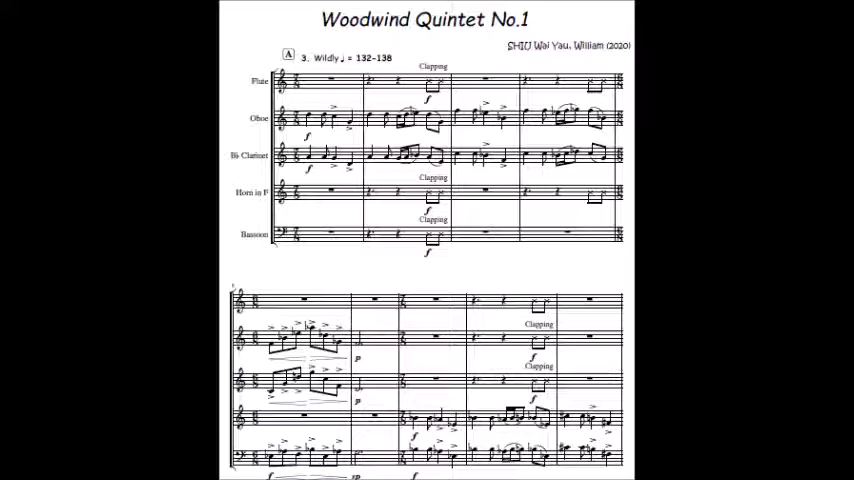 Woodwind Quintet No.1
SHIU Wai Yau, William (2020)
A
3. Wildly ♩ = 132-138
Clapping
Flute
f
Oboe
f
B♭ Clarinet
f
Clapping
Horn in F
f
Clapping
Bassoon
f
p
Clapping
f
Clapping
p
f
f
f
f